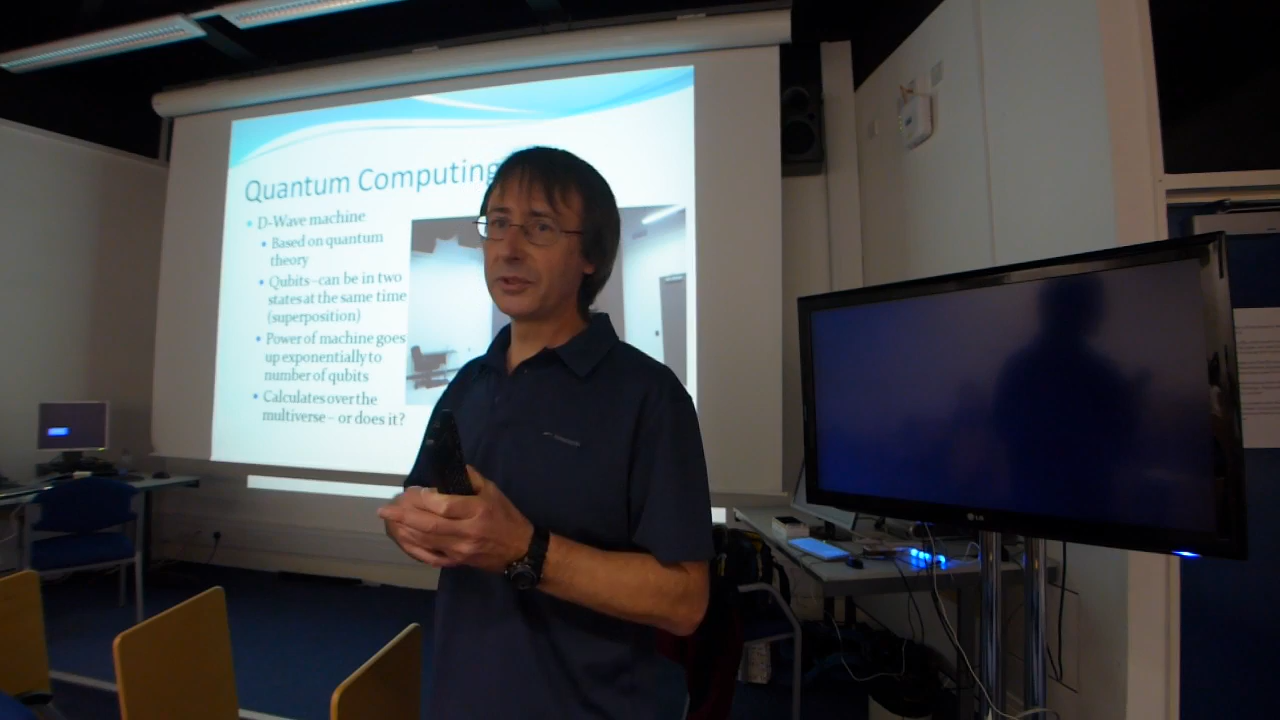 Quantum Computing
D-Wave machine
Based on quantum
theory
Qubits –can be in two
states at the same time
(superposition)
Power of machine goes
up exponentially to
number of qubits
Calculates over the
multiverse – or does it?
LG